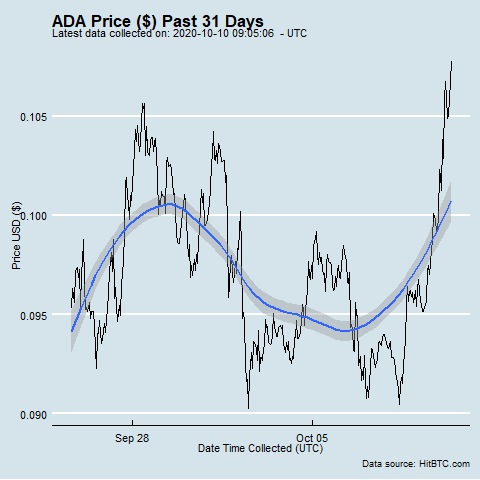 ADA Price ($) Past 31 Days
Latest data collected on: 2020-10-10 09:05:06 - UTC
Price USD ($)
0.105
0.100
0.095
0.090
Sep 28
Oct 05
Date Time Collected (UTC)
Data source: HitBTC.com